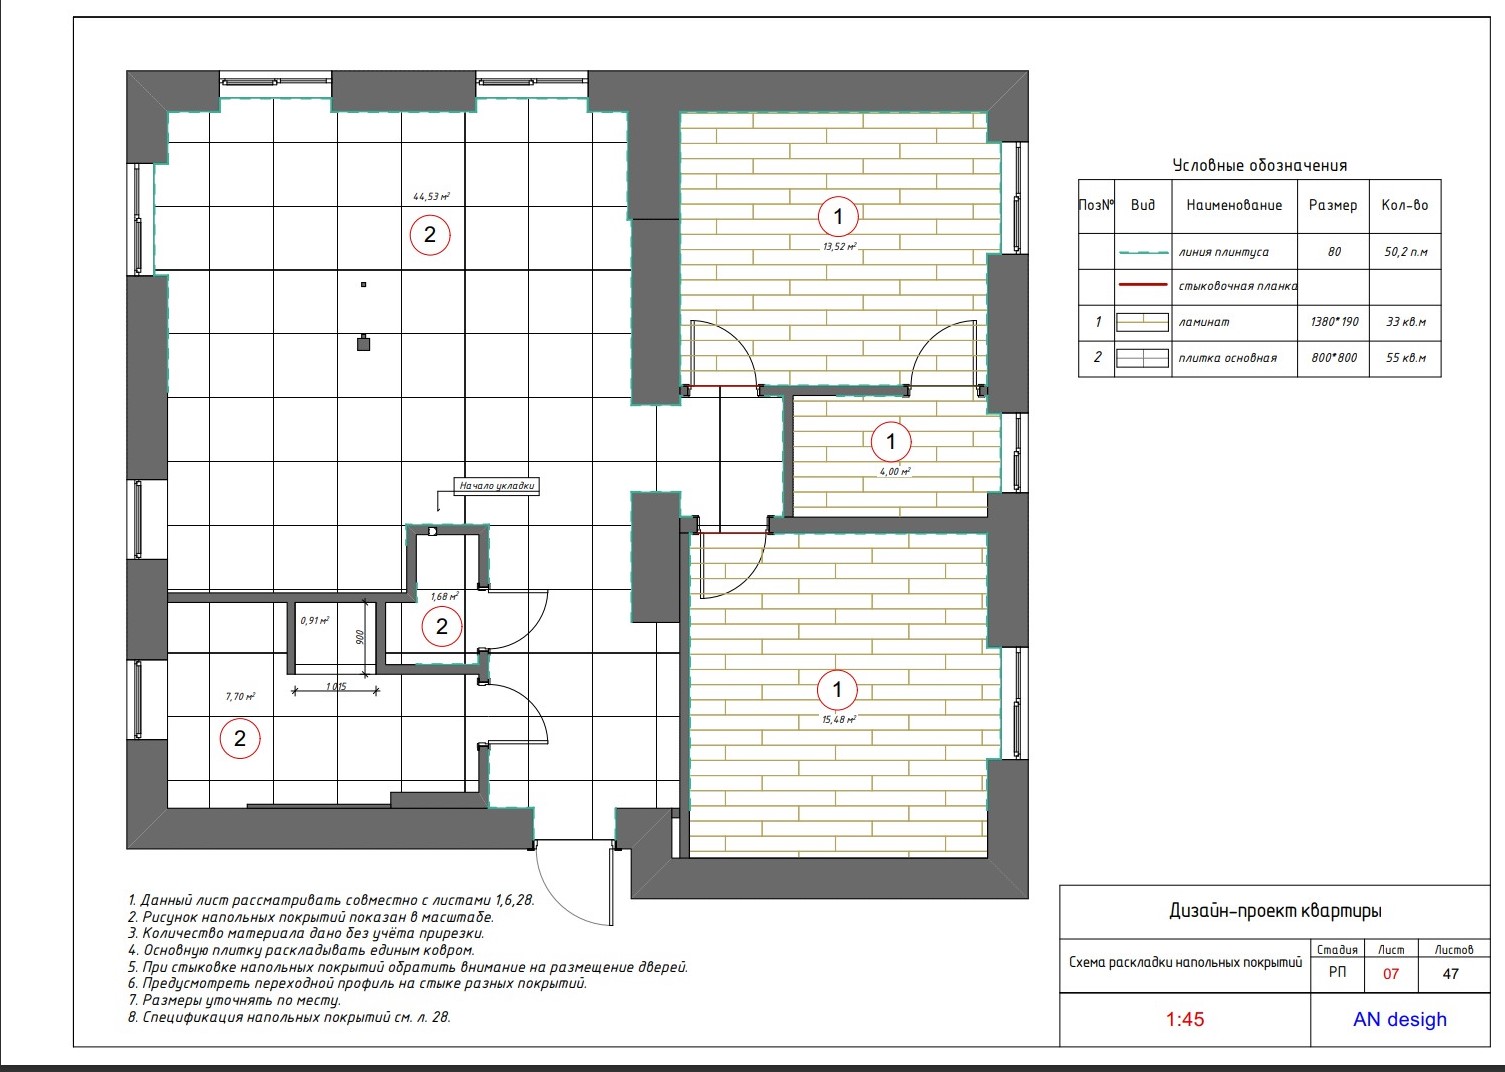 44,53 м²
2
1
13,52 м²
1
4,00 м²
Начало укладки
1,68 м²
2
0,91 м²
900
1 015
7,70 м²
2
1
15,48 м²
Условные обозначения
Поз№ Вид Наименование Размер Кол-во
линия плинтуса 80 50,2 п.м
стыковочная планка
1 ламинат 1380*190 33 кв.м
2 плитка основная 800*800 55 кв.м
1. Данный лист рассматривать совместно с листами 1,6,28.
2. Рисунок напольных покрытий показан в масштабе.
3. Количество материала дано без учёта прирезки.
4. Основную плитку раскладывать единым ковром.
5. При стыковке напольных покрытий обратить внимание на размещение дверей.
6. Предусмотреть переходной профиль на стыке разных покрытий.
7. Размеры уточнять по месту.
8. Спецификация напольных покрытий см. л. 28.
Дизайн-проект квартиры
Схема раскладки напольных покрытий
Стадия Лист Листов
РП 07 47
1:45
AN desigh